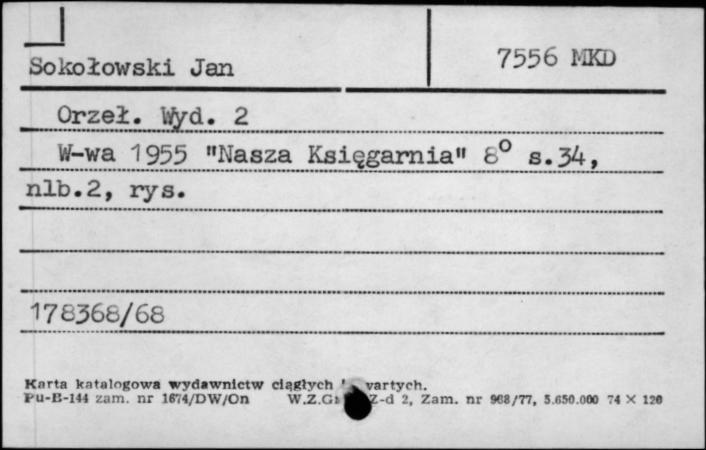 Sokołowski Jan
7556 MKD
Orzeł. Wyd. 2
W-wa 1955 "Nasza Księgarnia" 8° s.34,
nlb.2, rys.
178368/68
Karta katalogowa wydawnictw ciągłych
Pu-B-144 zam. nr 1674/DW/On W.Z.Gr Z-d 2, Zam. nr 968/77, 5.650.000 74 × 120